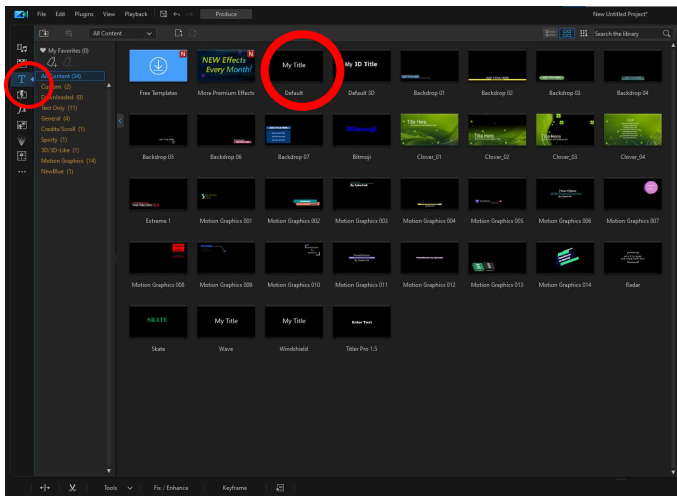 File Edit Plugins View Playback Produce New Untitled Project*
All Content Search the library
My Favorites (0)
All Content (34)
Custom (2)
Downloaded (0)
Text Only (11)
General (4)
Credits/Scroll (1)
Sporty (1)
3D/3D-Like (1)
Motion Graphics (14)
NewBlue (1)
N NEW Effects Every Month! N My Title My 3D Title
Free Templates More Premium Effects Default Default 3D Backdrop 01 Backdrop 02 Backdrop 03 Backdrop 04
Bitmoji Title Here Title Here
Backdrop 05 Backdrop 06 Backdrop 07 Bitmoji Clover_01 Clover_02 Clover_03 Clover_04
Extreme 1 Motion Graphics 001 Motion Graphics 002 Motion Graphics 003 Motion Graphics 004 Motion Graphics 005 Motion Graphics 006 Motion Graphics 007
Motion Graphics 008 Motion Graphics 009 Motion Graphics 010 Motion Graphics 011 Motion Graphics 012 Motion Graphics 013 Motion Graphics 014 Radar
SKATE My Title My Title Enter Text
Skate Wave Windshield Titler Pro 1.5
Tools Fix / Enhance Keyframe